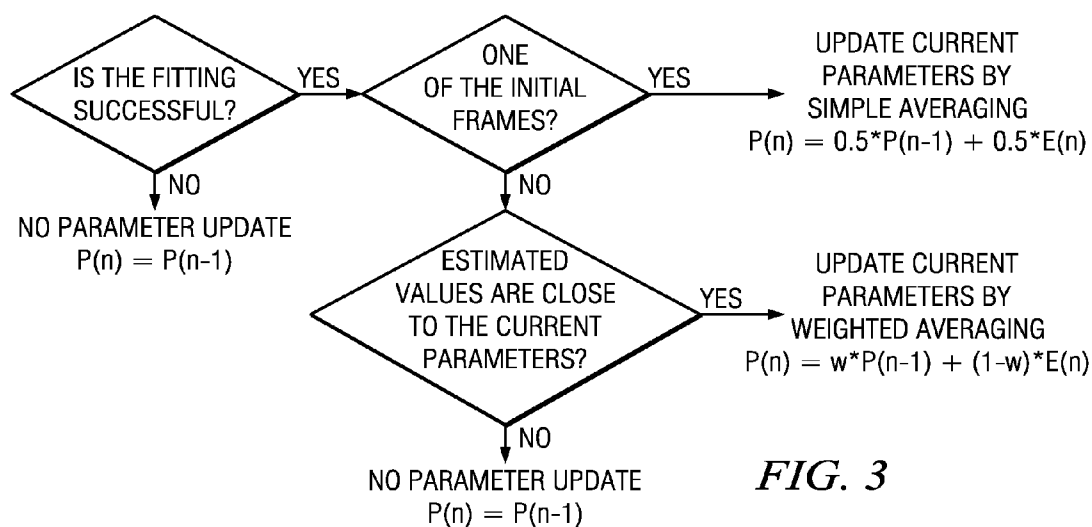 IS THE FITTING
SUCCESSFUL?
YES
NO
NO PARAMETER UPDATE
P(n) = P(n-1)
ONE
OF THE INITIAL
FRAMES?
YES
NO
UPDATE CURRENT
PARAMETERS BY
SIMPLE AVERAGING
P(n) = 0.5*P(n-1) + 0.5*E(n)
ESTIMATED
VALUES ARE CLOSE
TO THE CURRENT
PARAMETERS?
YES
NO
UPDATE CURRENT
PARAMETERS BY
WEIGHTED AVERAGING
P(n) = w*P(n-1) + (1-w)*E(n)
NO PARAMETER UPDATE
P(n) = P(n-1)
FIG. 3